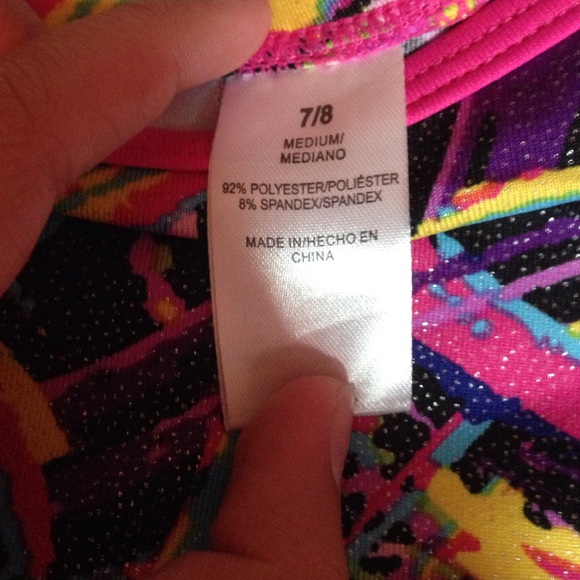 7/8
MEDIUM/
MEDIANO
92% POLYESTER/POLIÉSTER
8% SPANDEX/SPANDEX
MADE IN/HECHO EN
CHINA